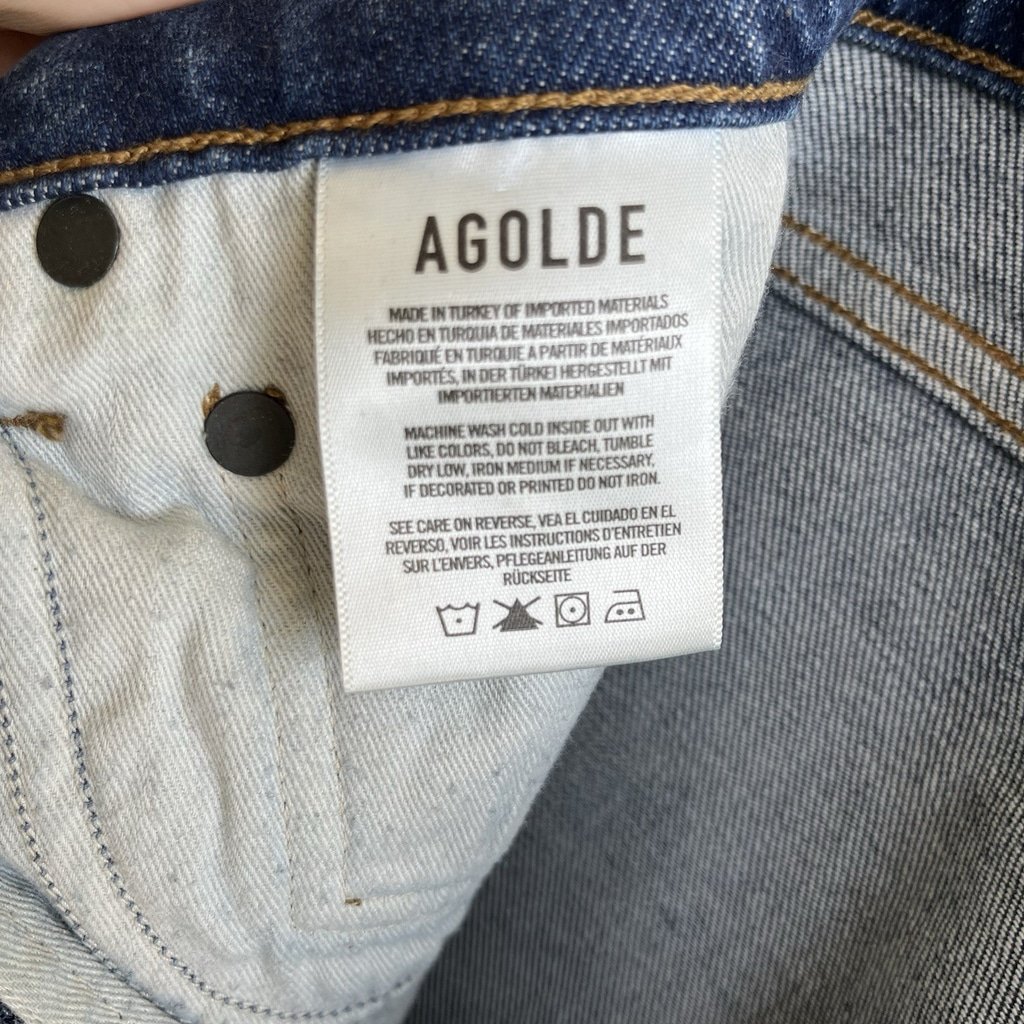 AGOLDE
MADE IN TURKEY OF IMPORTED MATERIALS
HECHO EN TURQUIA DE MATERIALES IMPORTADOS
FABRIQUÉ EN TURQUIE A PARTIR DE MATÉRIAUX
IMPORTÉS, IN DER TÜRKEI HERGESTELLT MIT
IMPORTIERTEN MATERIALIEN
MACHINE WASH COLD INSIDE OUT WITH
LIKE COLORS, DO NOT BLEACH, TUMBLE
DRY LOW, IRON MEDIUM IF NECESSARY.
IF DECORATED OR PRINTED DO NOT IRON.
SEE CARE ON REVERSE, VEA EL CUIDADO EN EL
REVERSO, VOIR LES INSTRUCTIONS D'ENTRETIEN
SUR L'ENVERS, PFLEGEANLEITUNG AUF DER
RÜCKSEITE